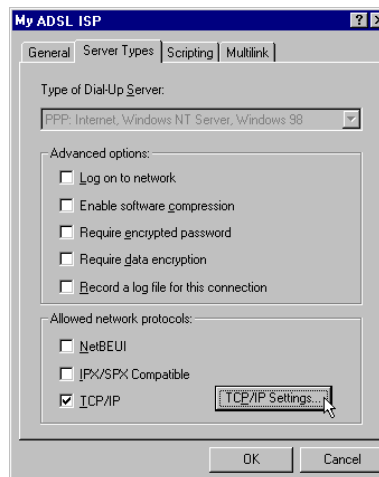 My ADSL ISP
General Server Types Scripting Multilink
Type of Dial-Up Server:
PPP: Internet, Windows NT Server, Windows 98
Advanced options:
Log on to network
Enable software compression
Require encrypted password
Require data encryption
Record a log file for this connection
Allowed network protocols:
NetBEUI
IPX/SPX Compatible
TCP/IP TCP/IP Settings...
OK Cancel